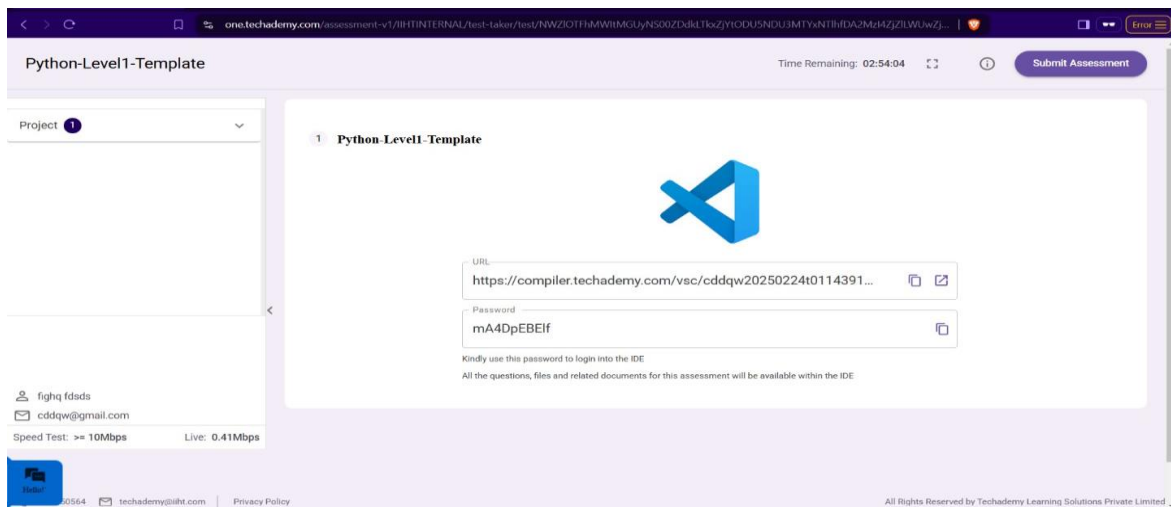 one.techademy.com/assessment-v1/IIHTINTERNAL/test-taker/test/
Error
Python-Level1-Template
Time Remaining: 02:54:04
Submit Assessment
Project 1
1 Python-Level1-Template
URL
https://compiler.techademy.com/vsc/cddqw20250224t0114391...
Password
mA4DpEBElf
Kindly use this password to login into the IDE
All the questions, files and related documents for this assessment will be available within the IDE
fighq fdsds
cddqw@gmail.com
Speed Test: >= 10Mbps Live: 0.41Mbps
Hello!
50564 techademy@iiht.com | Privacy Policy
All Rights Reserved by Techademy Learning Solutions Private Limited